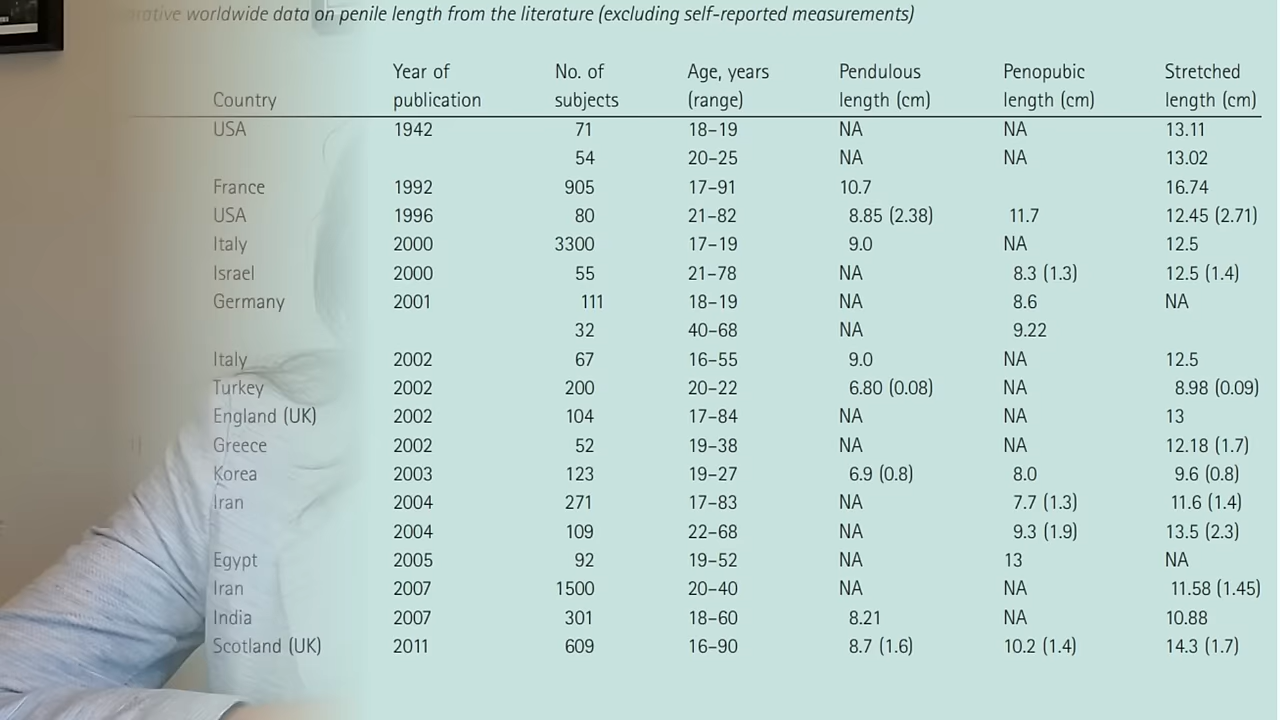 rative worldwide data on penile length from the literature (excluding self-reported measurements)
Country Year of publication No. of subjects Age, years (range) Pendulous length (cm) Penopubic length (cm) Stretched length (cm)
USA 1942 71 18–19 NA NA 13.11
54 20–25 NA NA 13.02
France 1992 905 17–91 10.7 16.74
USA 1996 80 21–82 8.85 (2.38) 11.7 12.45 (2.71)
Italy 2000 3300 17–19 9.0 NA 12.5
Israel 2000 55 21–78 NA 8.3 (1.3) 12.5 (1.4)
Germany 2001 111 18–19 NA 8.6 NA
32 40–68 NA 9.22
Italy 2002 67 16–55 9.0 NA 12.5
Turkey 2002 200 20–22 6.80 (0.08) NA 8.98 (0.09)
England (UK) 2002 104 17–84 NA NA 13
Greece 2002 52 19–38 NA NA 12.18 (1.7)
Korea 2003 123 19–27 6.9 (0.8) 8.0 9.6 (0.8)
Iran 2004 271 17–83 NA 7.7 (1.3) 11.6 (1.4)
2004 109 22–68 NA 9.3 (1.9) 13.5 (2.3)
Egypt 2005 92 19–52 NA 13 NA
Iran 2007 1500 20–40 NA NA 11.58 (1.45)
India 2007 301 18–60 8.21 NA 10.88
Scotland (UK) 2011 609 16–90 8.7 (1.6) 10.2 (1.4) 14.3 (1.7)